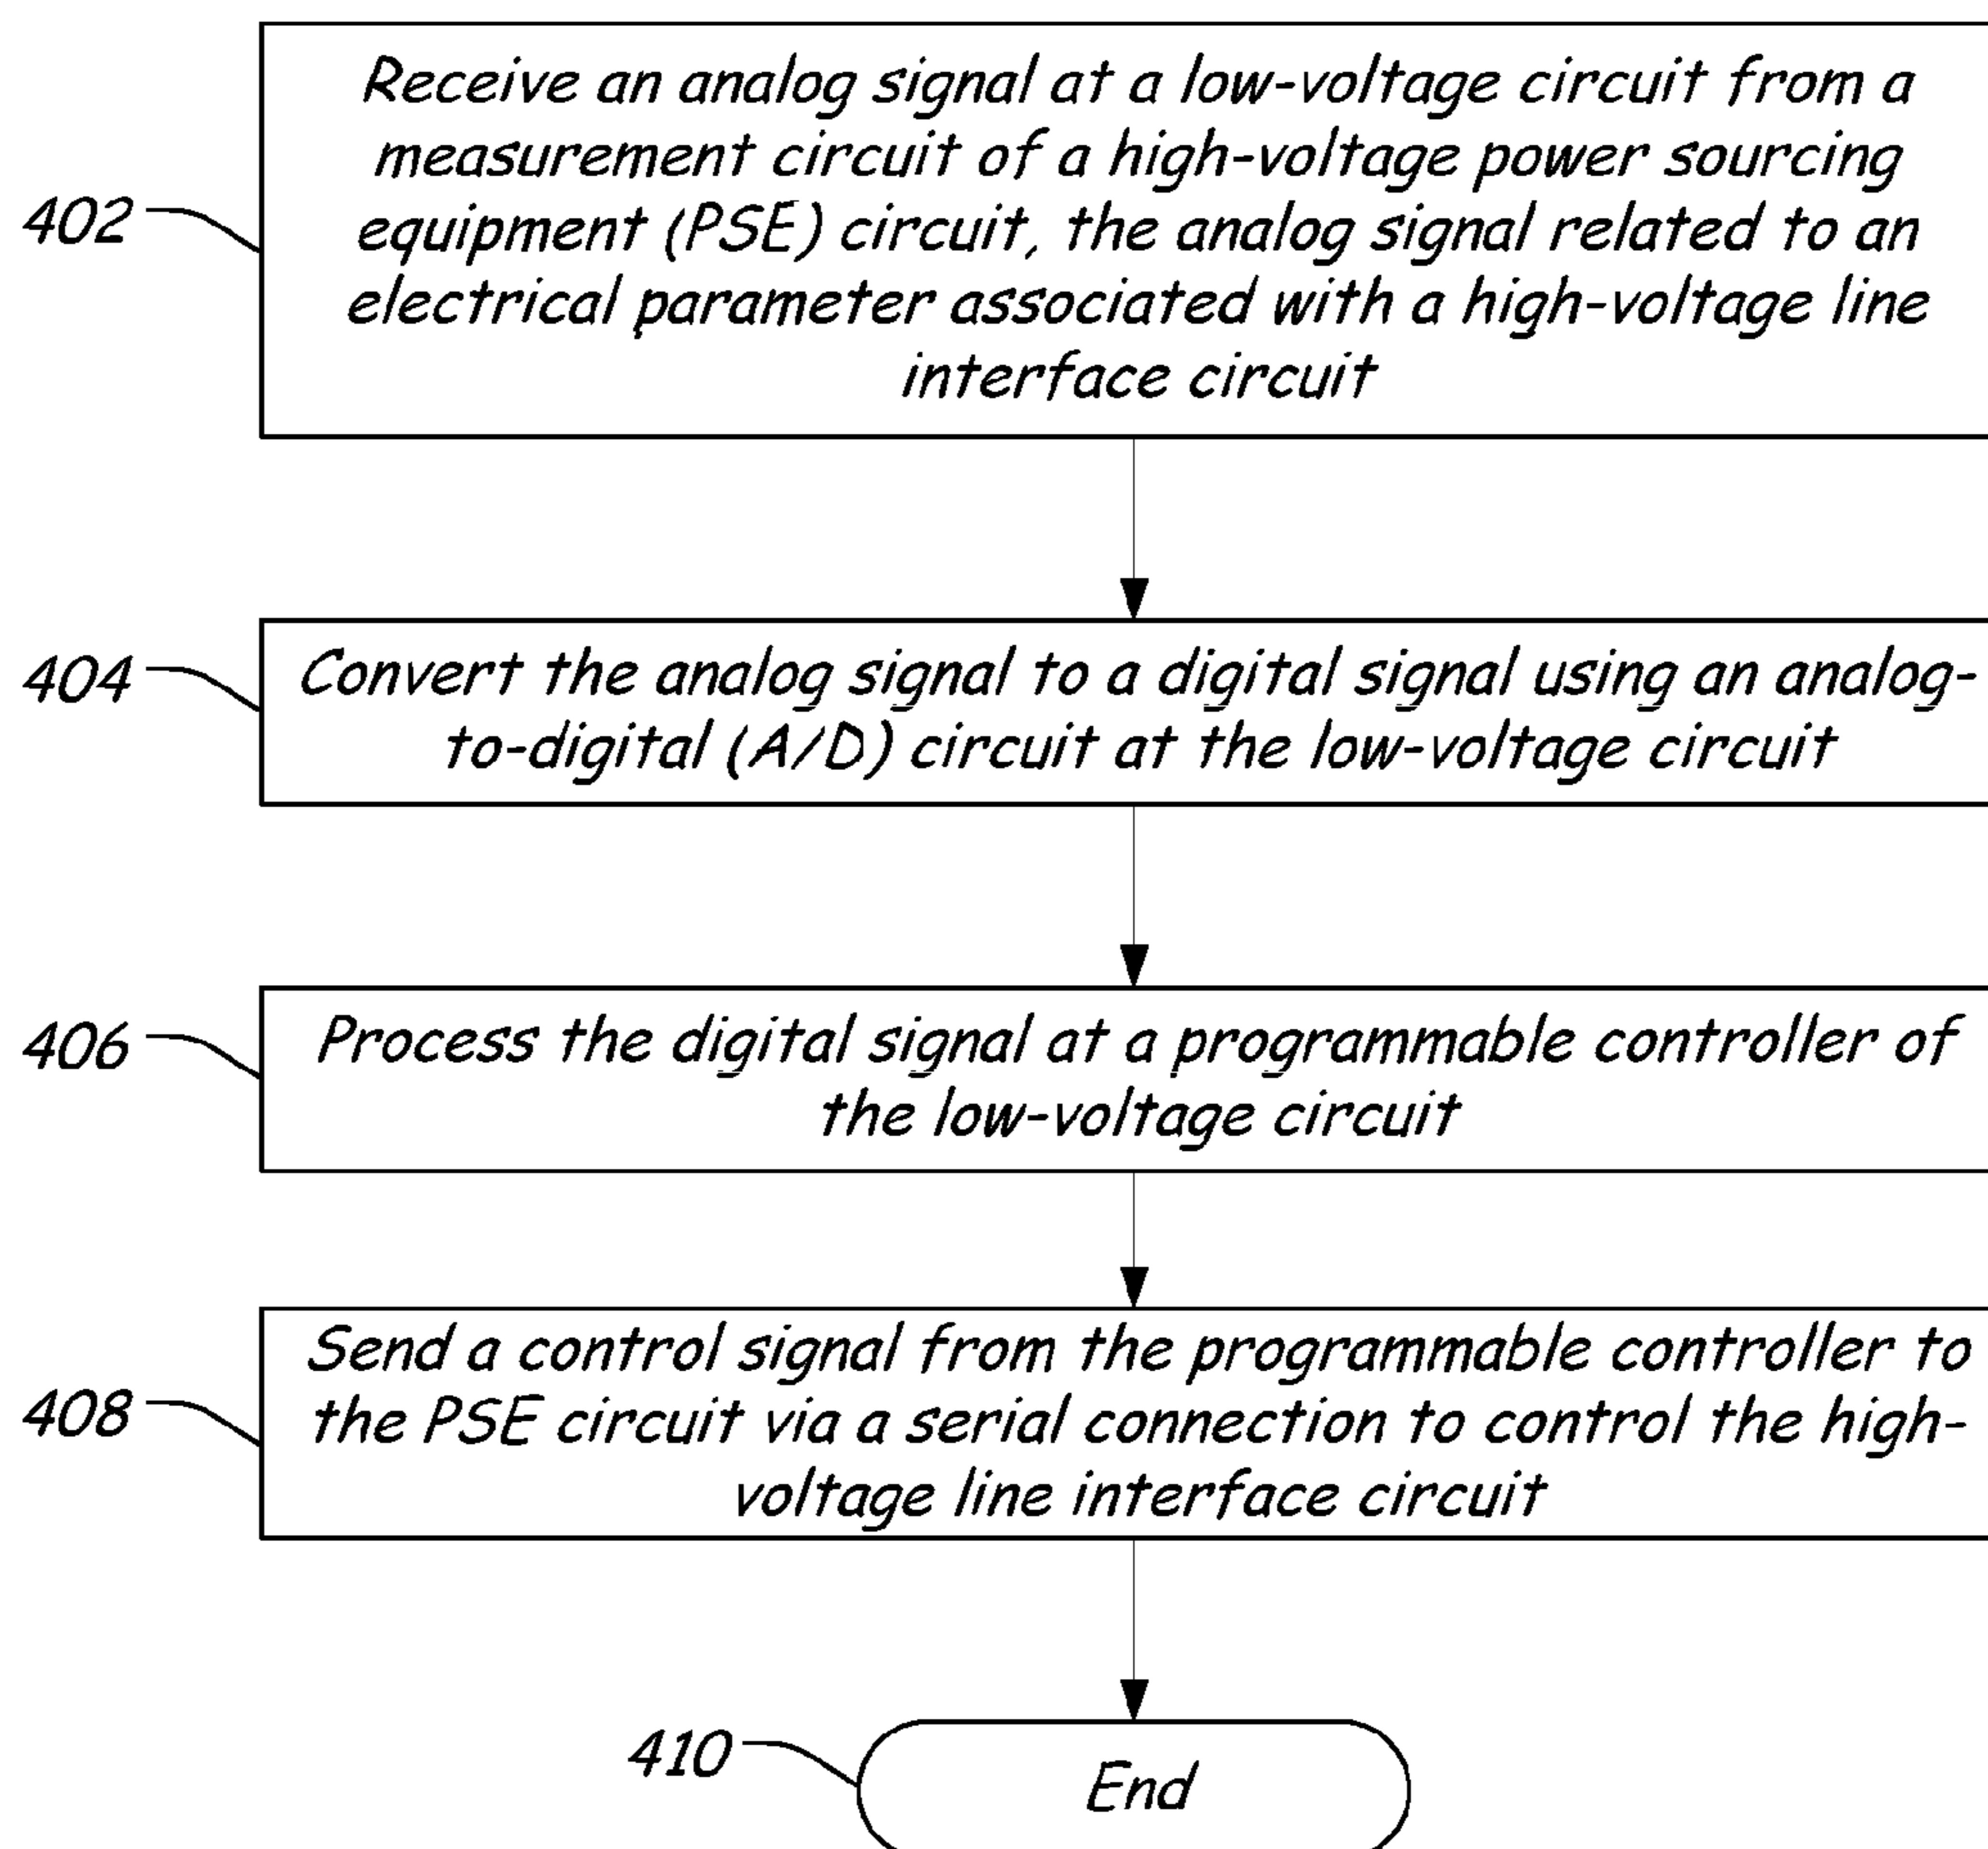 Receive an analog signal at a low-voltage circuit from a
measurement circuit of a high-voltage power sourcing
402
equipment (PSE) circuit, the analog signal related to an
electrical parameter associated with a high-voltage line
interface circuit
404
Convert the analog signal to a digital signal using an analog-
to-digital (A/D) circuit at the low-voltage circuit
406
Process the digital signal at a programmable controller of
the low-voltage circuit
Send a control signal from the programmable controller to
408
the PSE circuit via a serial connection to control the high-
voltage line interface circuit
410
End